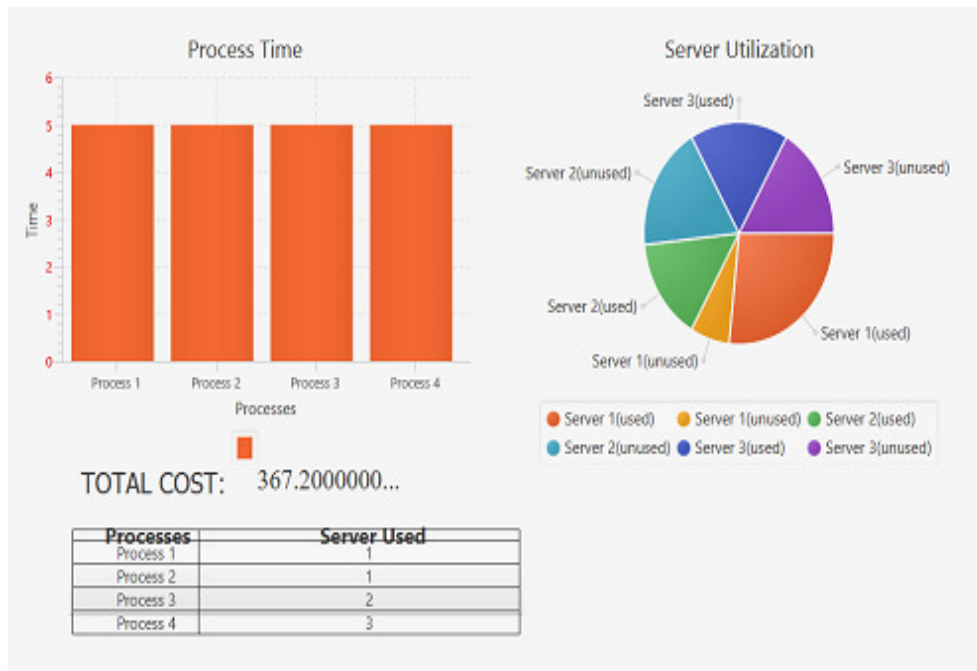 Process Time
6
5
4
3
2
1
0
Time
Process 1 Process 2 Process 3 Process 4
Processes
Server Utilization
Server 3(used)
Server 3(unused)
Server 2(unused)
Server 2(used)
Server 1(used)
Server 1(unused)
Server 1(used) Server 1(unused) Server 2(used)
Server 2(unused) Server 3(used) Server 3(unused)
TOTAL COST: 367.2000000...
Processes Server Used
Process 1 1
Process 2 1
Process 3 2
Process 4 3